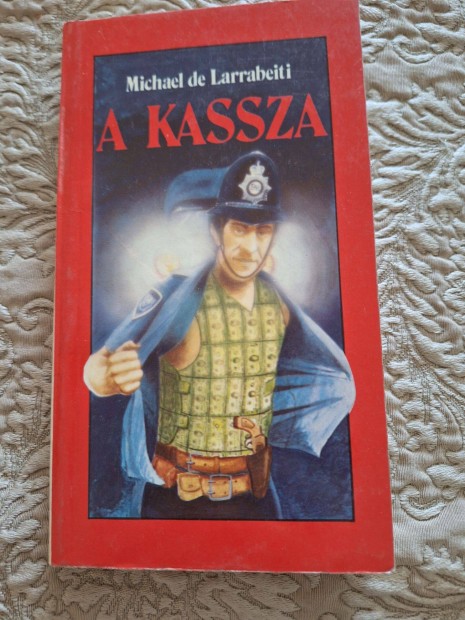 Michael de Larrabeiti
A KASSZA